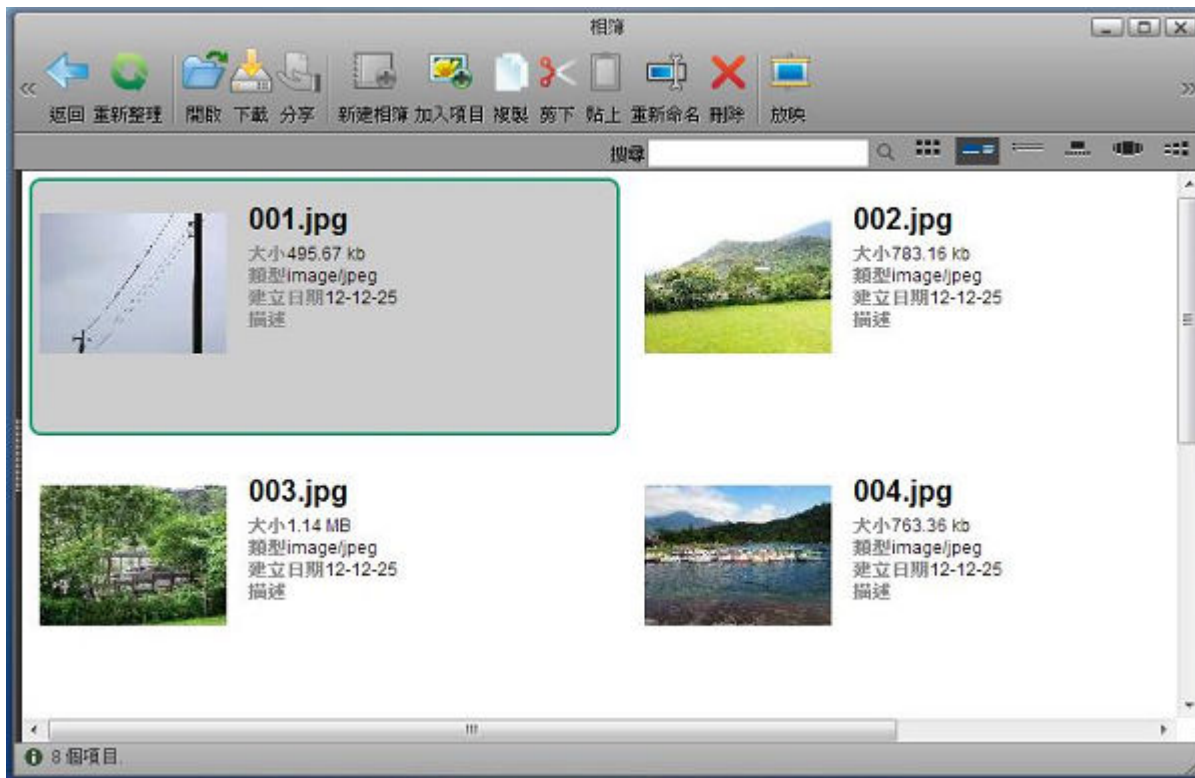 相簿
返回 重新整理 開啟 下載 分享 新建相簿 加入項目 複製 剪下 貼上 重新命名 刪除 放映
搜尋
001.jpg
大小495.67 kb
類型image/jpeg
建立日期12-12-25
描述
002.jpg
大小783.16 kb
類型image/jpeg
建立日期12-12-25
描述
003.jpg
大小1.14 MB
類型image/jpeg
建立日期12-12-25
描述
004.jpg
大小763.36 kb
類型image/jpeg
建立日期12-12-25
描述
8 個項目.